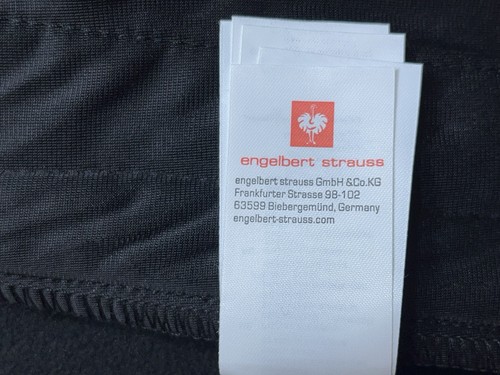 engelbert strauss
engelbert strauss GmbH &Co.KG
Frankfurter Strasse 98-102
63599 Biebergemünd, Germany
engelbert-strauss.com